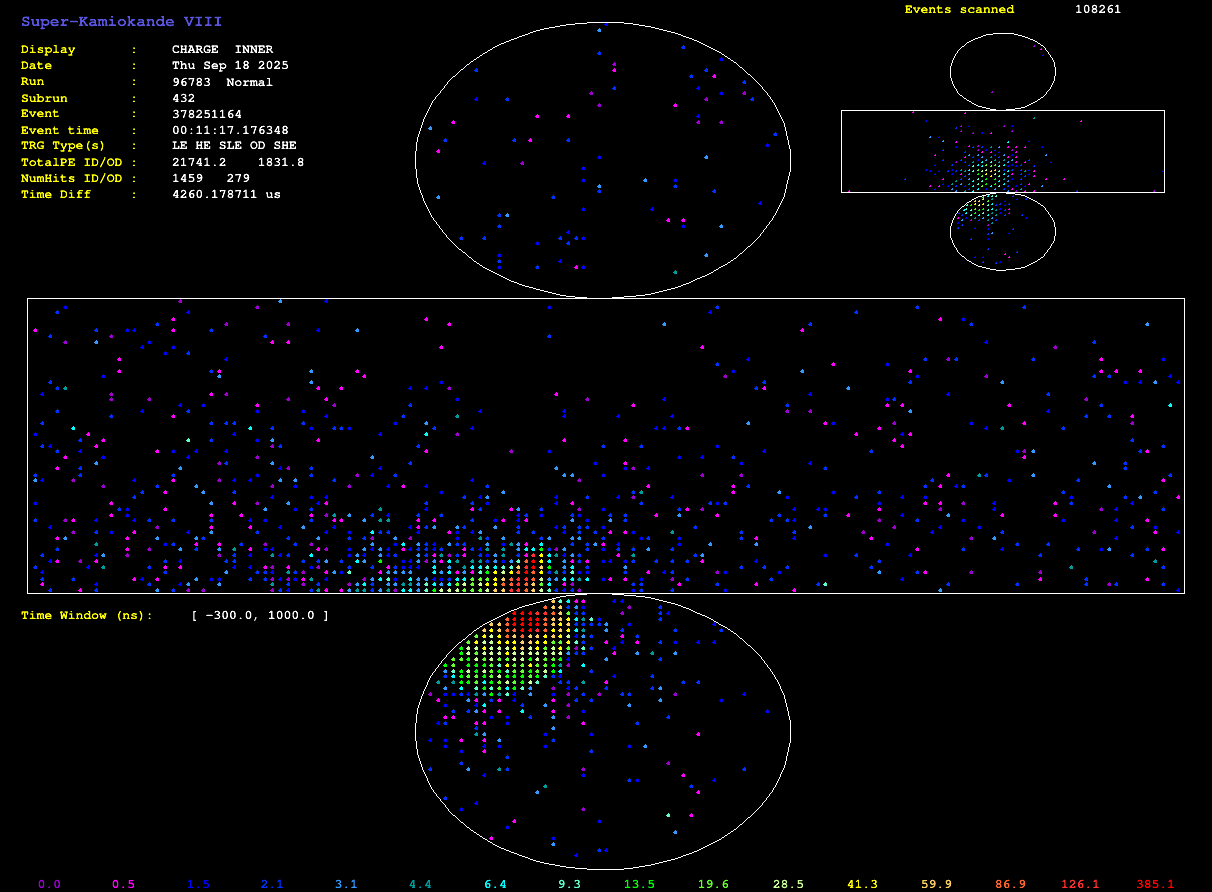 Super-Kamiokande VIII
Events scanned 108261
Display : CHARGE INNER
Date : Thu Sep 18 2025
Run : 96783 Normal
Subrun : 432
Event : 378251164
Event time : 00:11:17.176348
TRG Type(s) : LE HE SLE OD SHE
TotalPE ID/OD : 21741.2 1831.8
NumHits ID/OD : 1459 279
Time Diff : 4260.178711 us
Time Window (ns): [ -300.0, 1000.0 ]
0.0 0.5 1.5 2.1 3.1 4.4 6.4 9.3 13.5 19.6 28.5 41.3 59.9 86.9 126.1 385.1